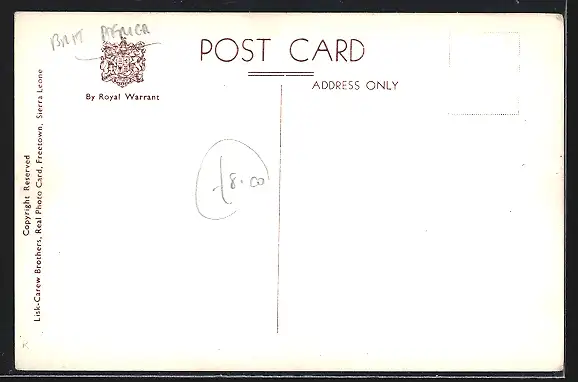 BRIT AFRICA
POST CARD
ADDRESS ONLY
By Royal Warrant
£8.00
Copyright Reserved
Lisk-Carew Brothers, Real Photo Card, Freetown, Sierra Leone